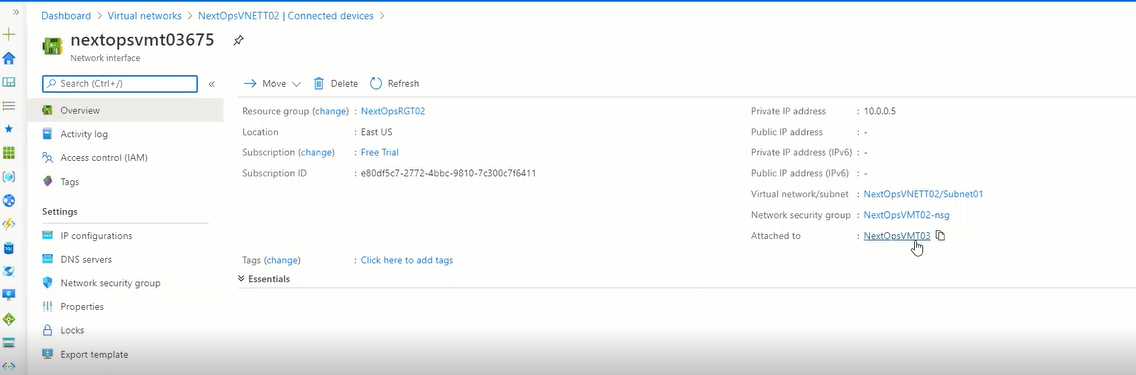 Dashboard > Virtual networks > NextOpsVNETT02 | Connected devices >
nextopsvmt03675
Network interface
Search (Ctrl+/)
«
Overview
Activity log
Access control (IAM)
Tags
Settings
IP configurations
DNS servers
Network security group
Properties
Locks
Export template
Move
Delete
Refresh
Resource group (change) : NextOpsRGT02
Location : East US
Subscription (change) : Free Trial
Subscription ID : e80df5c7-2772-4bbc-9810-7c300c7f6411
Tags (change) : Click here to add tags
Essentials
Private IP address : 10.0.0.5
Public IP address : -
Private IP address (IPv6) : -
Public IP address (IPv6) : -
Virtual network/subnet : NextOpsVNETT02/Subnet01
Network security group : NextOpsVMT02-nsg
Attached to : NextOpsVMT03